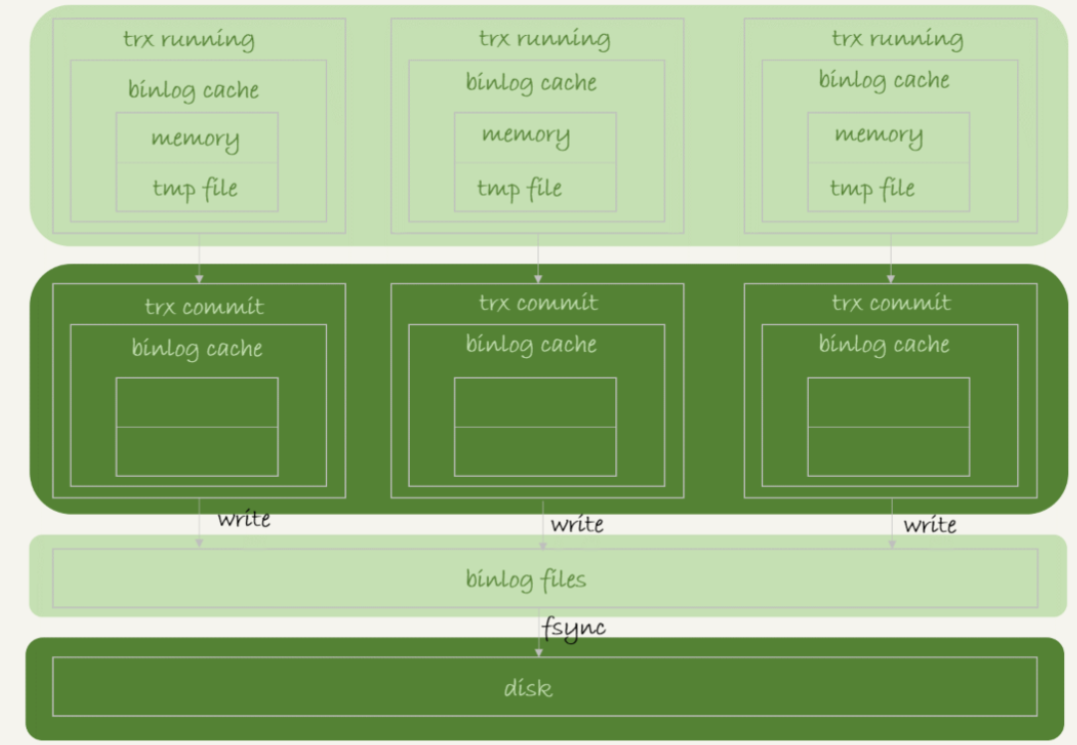 trx running
trx running
trx running
binlog cache
binlog cache
binlog cache
memory
memory
memory
tmp file
tmp file
tmp file
trx commit
trx commit
trx commit
binlog cache
binlog cache
binlog cache
write
write
write
binlog files
fsync
disk